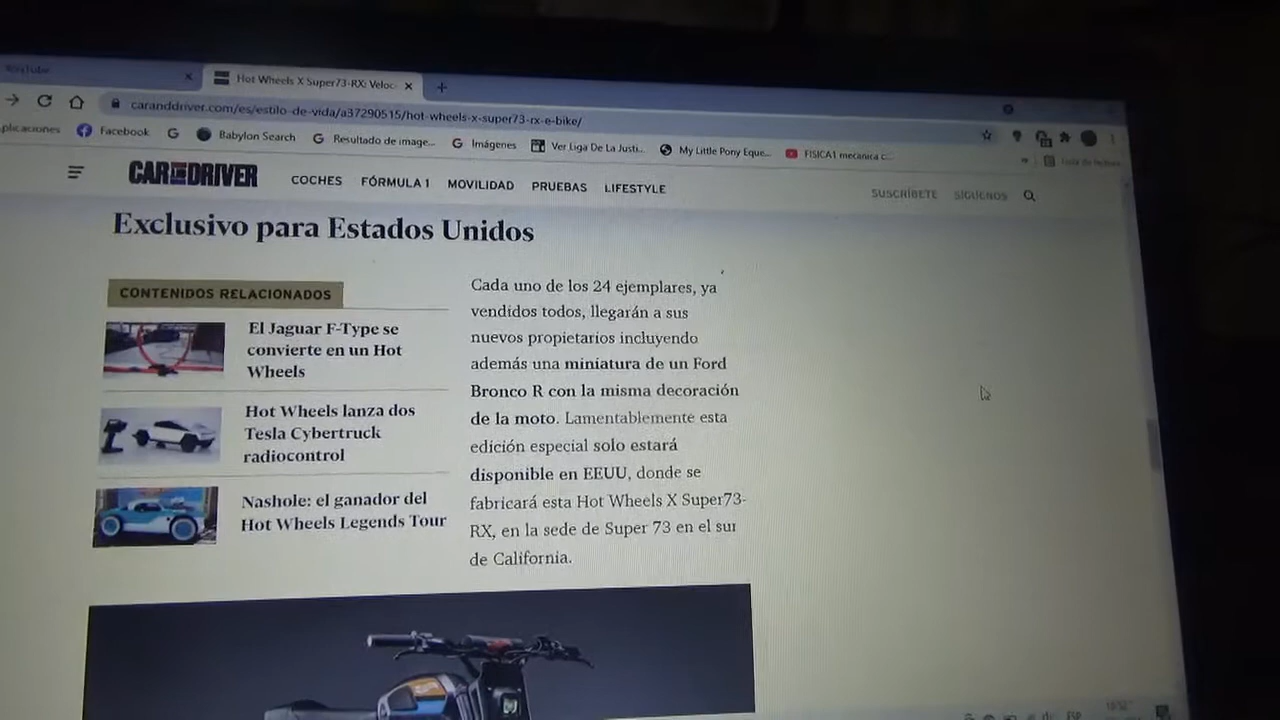 YouTube
Hot Wheels X Super73-RX: Veloc
caranddriver.com/es/estilo-de-vida/a37290515/hot-wheels-x-super73-rx-e-bike/
plicaciones Facebook Babylon Search Resultado de image... Imágenes Ver Liga De La Justi... My Little Pony Eque... FISICA1 mecanica c...
CAR AND DRIVER COCHES FÓRMULA 1 MOVILIDAD PRUEBAS LIFESTYLE SUSCRÍBETE SÍGUENOS
Exclusivo para Estados Unidos
CONTENIDOS RELACIONADOS
El Jaguar F-Type se
convierte en un Hot
Wheels
Hot Wheels lanza dos
Tesla Cybertruck
radiocontrol
Nashole: el ganador del
Hot Wheels Legends Tour
Cada uno de los 24 ejemplares, ya
vendidos todos, llegarán a sus
nuevos propietarios incluyendo
además una miniatura de un Ford
Bronco R con la misma decoración
de la moto. Lamentablemente esta
edición especial solo estará
disponible en EEUU, donde se
fabricará esta Hot Wheels X Super73-
RX, en la sede de Super 73 en el sur
de California.
ESP